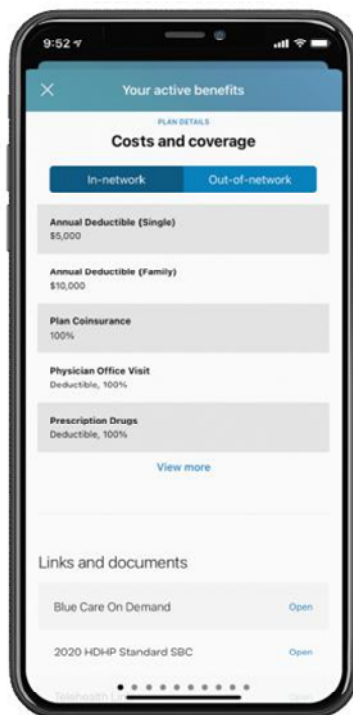 9:52
Your active benefits
PLAN DETAILS
Costs and coverage
In-network Out-of-network
Annual Deductible (Single)
$5,000
Annual Deductible (Family)
$10,000
Plan Coinsurance
100%
Physician Office Visit
Deductible, 100%
Prescription Drugs
Deductible, 100%
View more
Links and documents
Blue Care On Demand Open
2020 HDHP Standard SBC Open
Telehealth Open